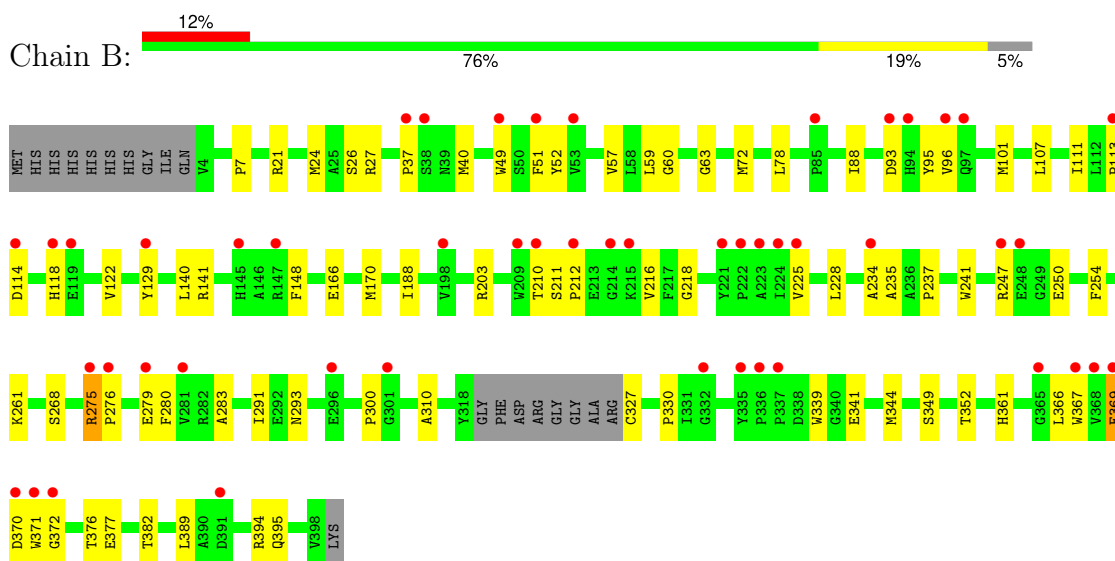 12%
Chain B:
76% 19% 5%
MET HIS HIS HIS HIS HIS HIS GLY ILE GLN V4 P7 R21 M24 A25 S26 R27 P37 S38 N39 M40 W49 S50 F51 Y52 V53 V57 L58 L59 G60 G63 M72 L78 P85 I88 D93 H94 Y95 V96 Q97 M101 L107 I111 L112 R113
D114 H118 E119 V122 Y129 L140 R141 H145 A146 R147 F148 E166 M170 I188 V198 R203 W209 T210 S211 P212 E213 G214 K215 V216 F217 G218 Y221 P222 A223 I224 V225 L228 A234 A235 A236 P237 W241 R247 E248 G249 E250 F254
K261 S268 R275 P276 E279 F280 V281 R282 A283 I291 E292 N293 E296 P300 G301 A310 Y318 GLY PHE ASP ARG GLY GLY ALA ARG C327 P330 I331 G332 Y335 P336 P337 D338 W339 G340 E341 M344 S349 T352 H361 G365 L366 W367 V368 E369
D370 W371 G372 T376 E377 T382 L389 A390 D391 R394 Q395 V398 LYS